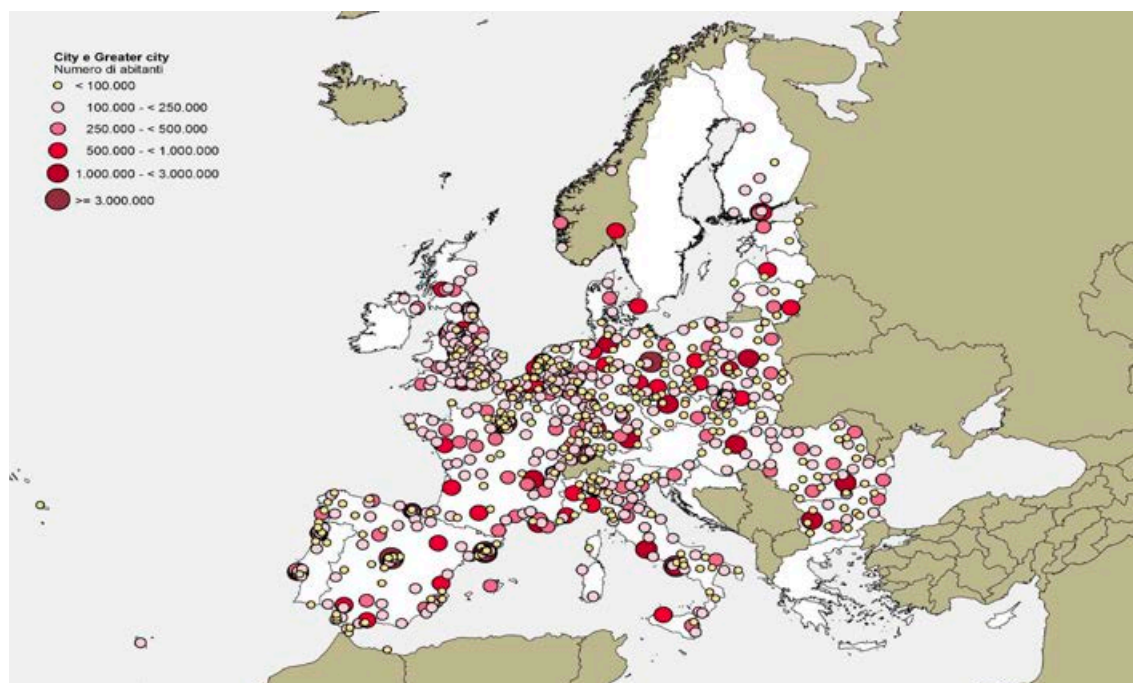 City e Greater city
Numero di abitanti
< 100.000
100.000 - < 250.000
250.000 - < 500.000
500.000 - < 1.000.000
1.000.000 - < 3.000.000
>= 3.000.000